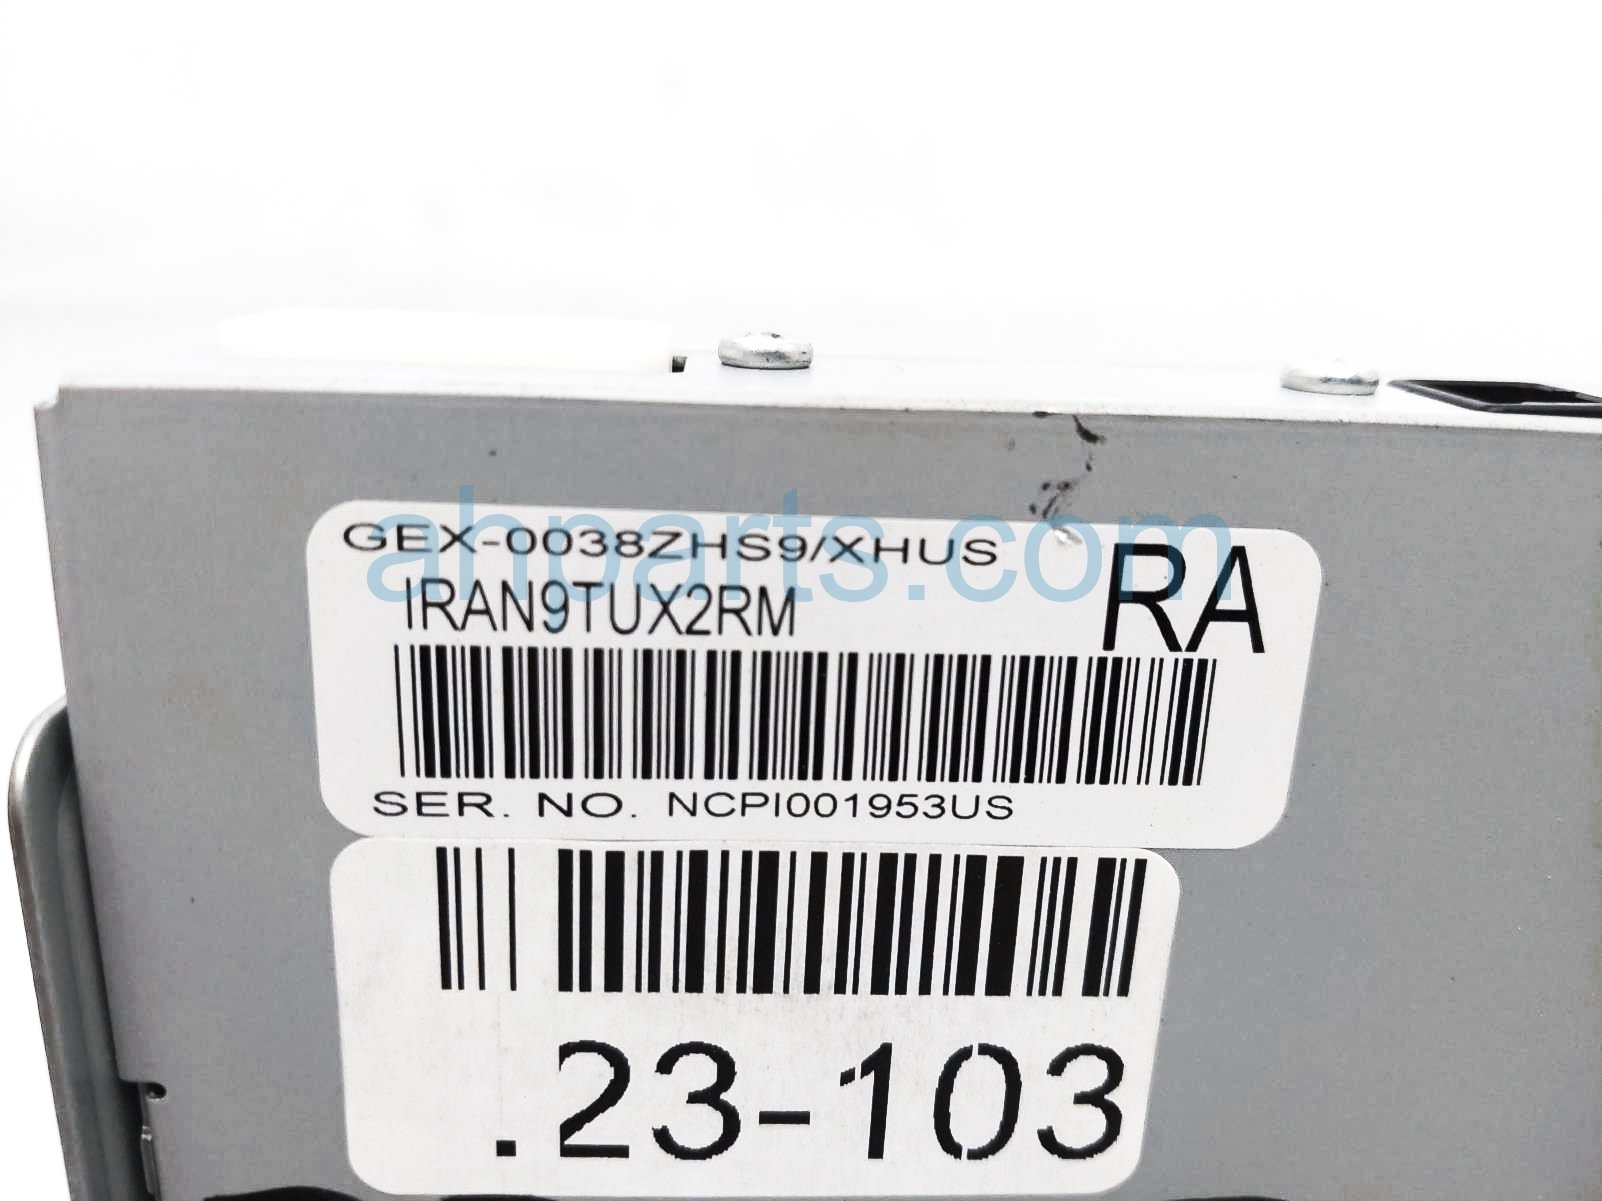 GEX-0038ZHS9/XHUS
IRAN9TUX2RM
RA
ahparts.com
SER. NO. NCPI001953US
.23-103